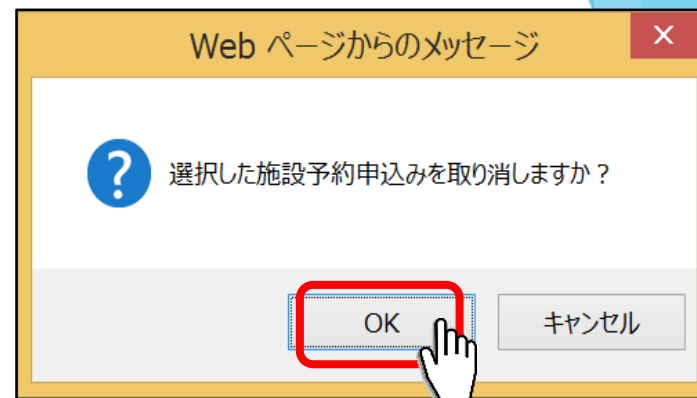 Web ページからのメッセージ
選択した施設予約申込みを取り消しますか？
OK
キャンセル